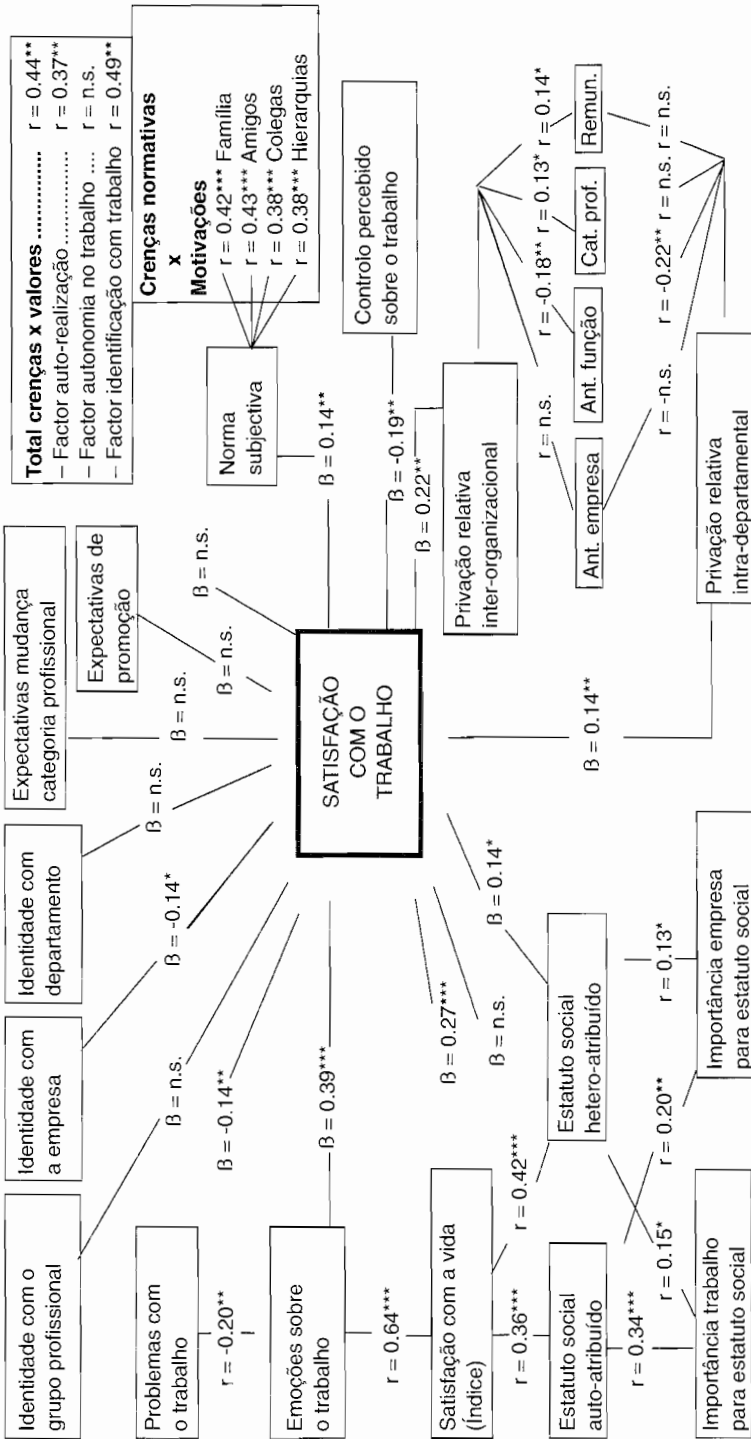 Identidade com o
grupo profissional
Identidade com
a empresa
Identidade com
departamento
Expectativas mudança
categoria profissional
Expectativas de
promoção
Total crenças x valores .............. r = 0.44**
– Factor auto-realização ................ r = 0.37**
– Factor autonomia no trabalho ..... r = n.s.
– Factor identificação com trabalho r = 0.49**
Crenças normativas
x
Motivações
r = 0.42*** Família
r = 0.43*** Amigos
r = 0.38*** Colegas
r = 0.38*** Hierarquias
Problemas com
o trabalho
Norma
subjectiva
ß = n.s.
ß = -0.14*
ß = n.s.
ß = n.s.
ß = n.s.
ß = n.s.
r = -0.20**
ß = -0.14**
ß = 0.14**
Emoções sobre
o trabalho
ß = 0.39***
SATISFAÇÃO
COM O
TRABALHO
ß = -0.19**
Controlo percebido
sobre o trabalho
ß = 0.22**
r = 0.64***
ß = 0.27***
ß = n.s.
ß = 0.14*
Satisfação com a vida
(Índice)
r = 0.42***
r = 0.36***
Privação relativa
inter-organizacional
r = n.s.
r = -0.18**
r = 0.13*
r = 0.14*
Estatuto social
auto-atribuído
Estatuto social
hetero-atribuído
ß = 0.14**
Ant. empresa
Ant. função
Cat. prof.
Remun.
r = 0.34***
r = 0.15*
r = 0.20**
r = 0.13*
r = -n.s.
r = -0.22**
r = n.s.
r = n.s.
Importância trabalho
para estatuto social
Importância empresa
para estatuto social
Privação relativa
intra-departamental